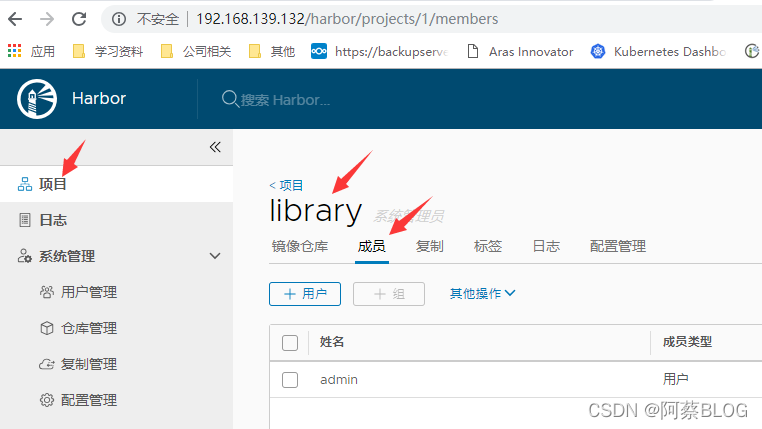 不安全 | 192.168.139.132/harbor/projects/1/members
应用 学习资料 公司相关 其他 https://backupserve Aras Innovator Kubernetes Dashbo
Harbor 搜索 Harbor...
项目
日志
系统管理
用户管理
仓库管理
复制管理
配置管理
< 项目
library 系统管理员
镜像仓库 成员 复制 标签 日志 配置管理
+ 用户 + 组 其他操作
姓名 成员类型
admin 用户
CSDN @阿蔡BLOG